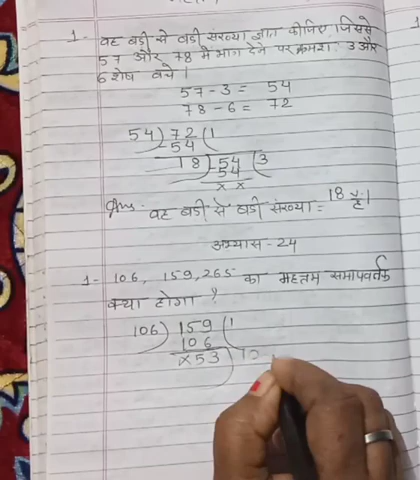 1- वह बडी से बडी संख्या ज्ञात कीजिए जिससे
57 और 78 में भाग देने पर क्रमशः 3 और
6 शेष बचे।
57-3 = 54
78-6 = 72
54) 72 (1
-54
18) 54 (3
-54
x x
Ans. वह बडी से बडी संख्या = 18 है।
अभ्यास-24
1- 106, 159, 265 का महत्तम समापवर्तक
क्या होगा ?
106) 159 (1
106
x53) 10